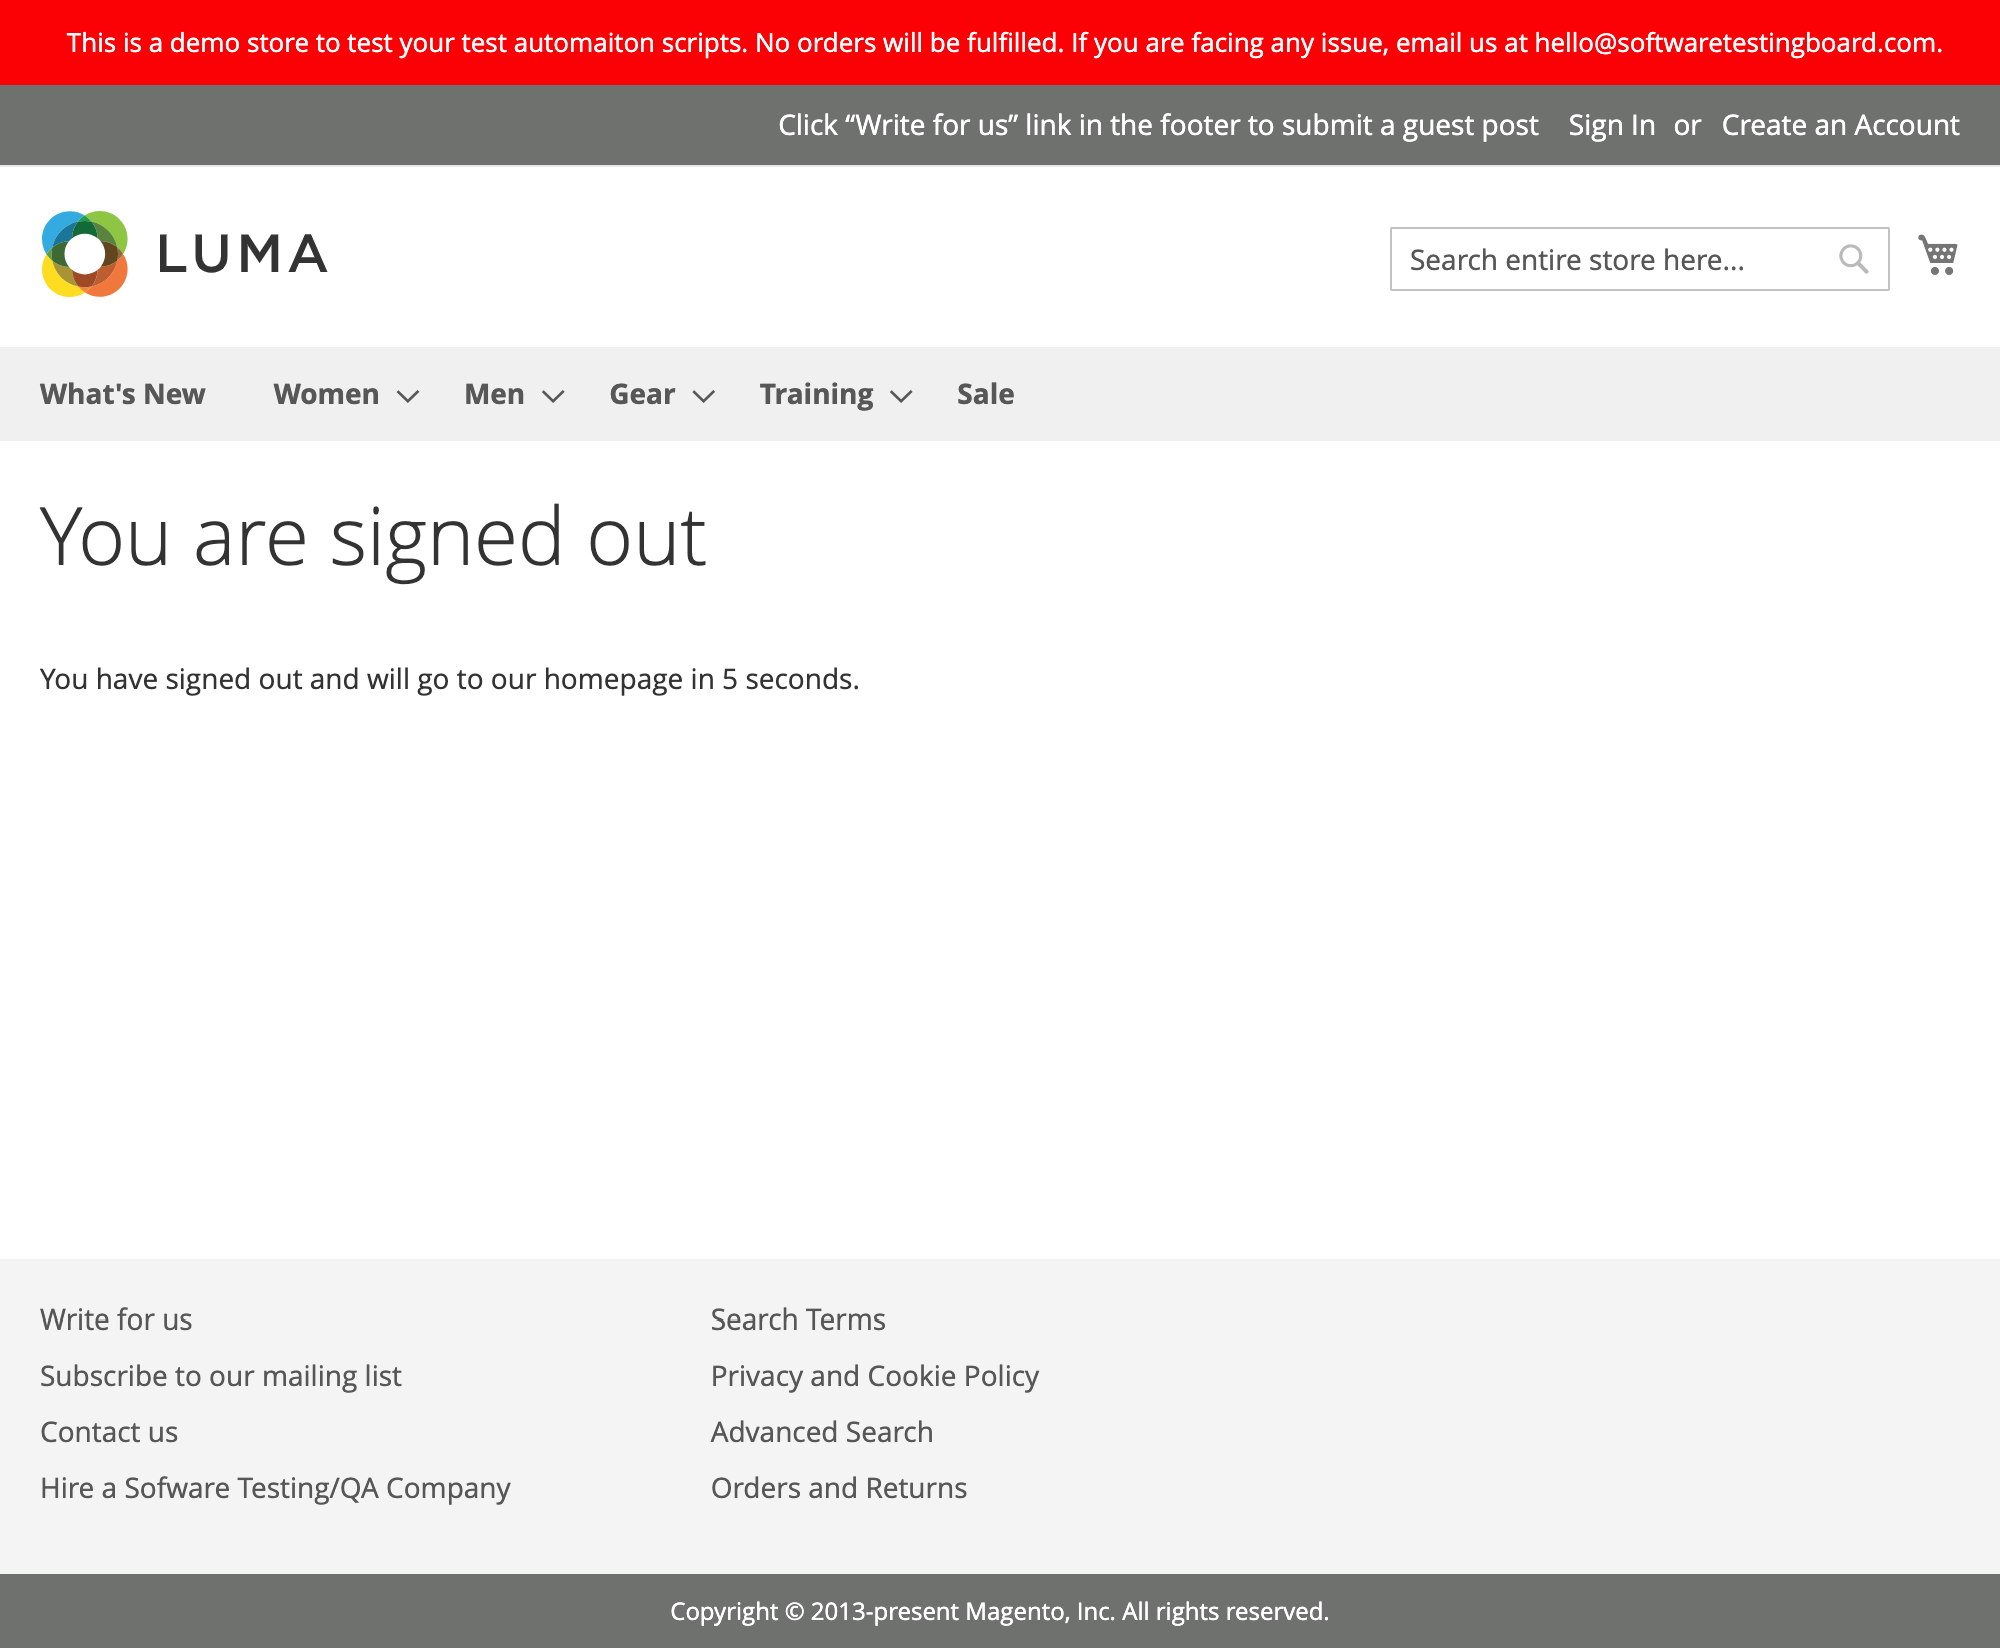 This is a demo store to test your test automaiton scripts. No orders will be fulfilled. If you are facing any issue, email us at hello@softwaretestingboard.com.
Click “Write for us” link in the footer to submit a guest post Sign In or Create an Account
LUMA
Search entire store here...
What's New Women Men Gear Training Sale
You are signed out
You have signed out and will go to our homepage in 5 seconds.
Write for us
Subscribe to our mailing list
Contact us
Hire a Sofware Testing/QA Company
Search Terms
Privacy and Cookie Policy
Advanced Search
Orders and Returns
Copyright © 2013-present Magento, Inc. All rights reserved.